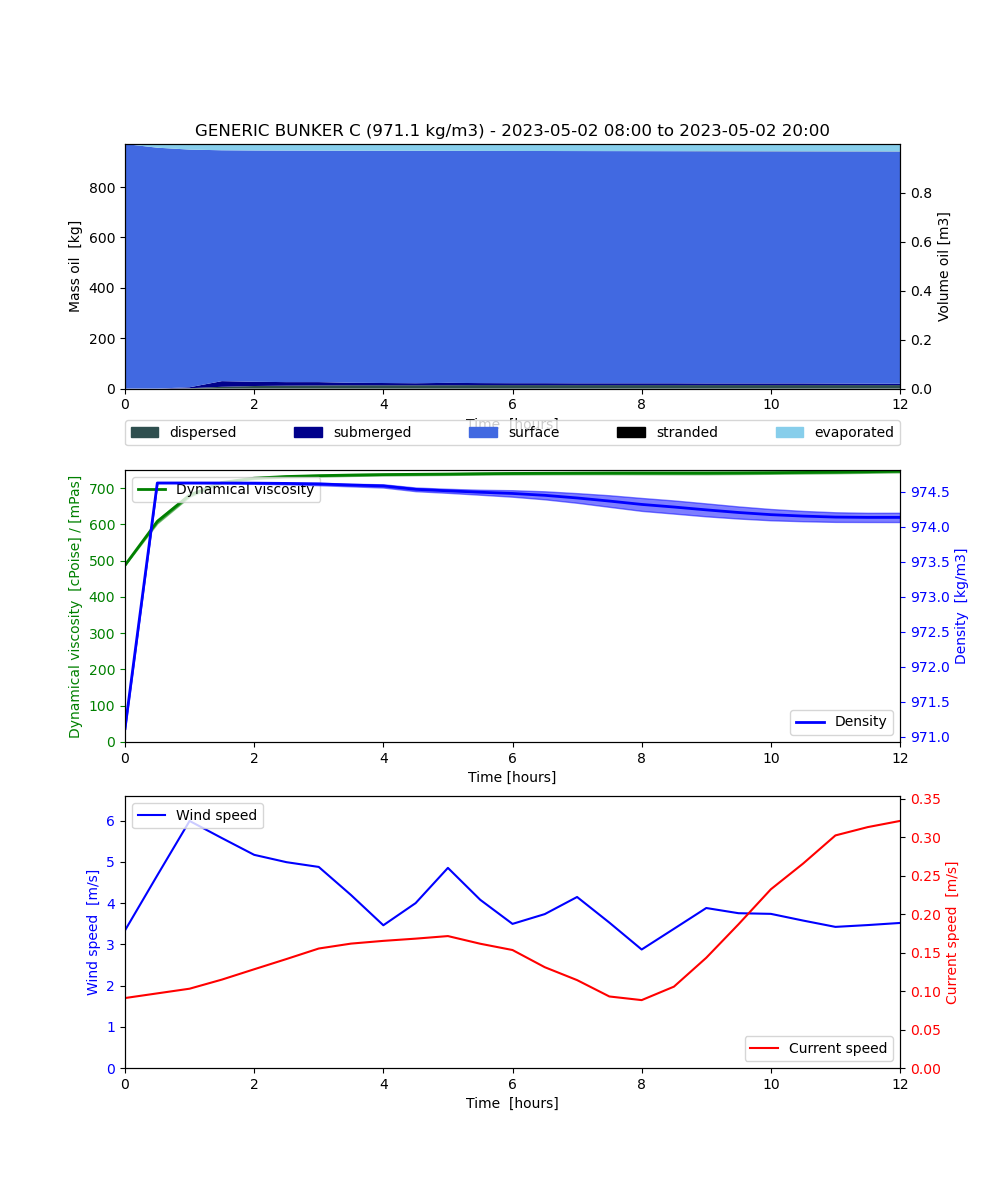 GENERIC BUNKER C (971.1 kg/m3) - 2023-05-02 08:00 to 2023-05-02 20:00
Mass oil [kg]
800
600
400
200
0
Volume oil [m3]
0.8
0.6
0.4
0.2
0.0
0 2 4 6 8 10 12
Time [hours]
dispersed submerged surface stranded evaporated
Dynamical viscosity [cPoise] / [mPas]
700
600
500
400
300
200
100
0
Dynamical viscosity
Density [kg/m3]
974.5
974.0
973.5
973.0
972.5
972.0
971.5
971.0
Density
0 2 4 6 8 10 12
Time [hours]
Wind speed [m/s]
6
5
4
3
2
1
0
Wind speed
Current speed [m/s]
0.35
0.30
0.25
0.20
0.15
0.10
0.05
0.00
Current speed
0 2 4 6 8 10 12
Time [hours]